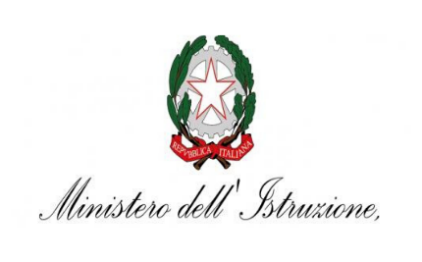 REPVBBLICA ITALIANA
Ministero dell'Istruzione,